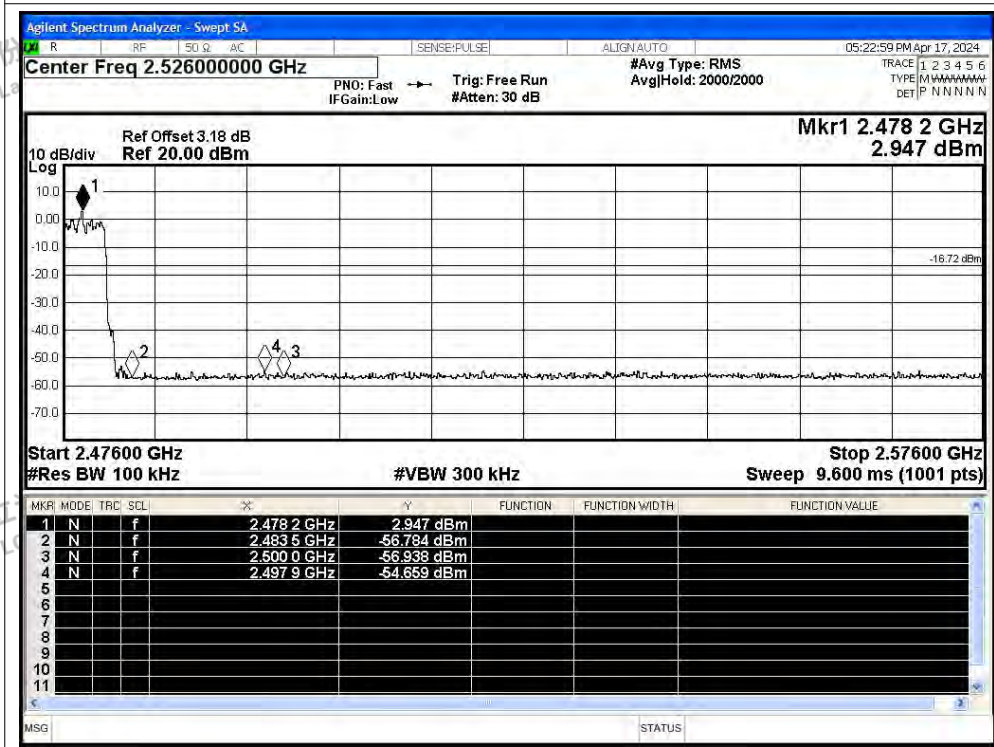 Agilent Spectrum Analyzer - Swept SA
LXI R RF 50 Ω AC SENSE:PULSE ALIGN AUTO 05:22:59 PM Apr 17, 2024
Center Freq 2.526000000 GHz #Avg Type: RMS TRACE 1 2 3 4 5 6
PNO: Fast Trig: Free Run Avg|Hold: 2000/2000 TYPE M
IFGain:Low #Atten: 30 dB DET P N N N N N
Ref Offset 3.18 dB Mkr1 2.478 2 GHz
10 dB/div Ref 20.00 dBm 2.947 dBm
Log
10.0
1
0.00
-10.0
-16.72 dBm
-20.0
-30.0
-40.0
2 4 3
-50.0
-60.0
-70.0
Start 2.47600 GHz Stop 2.57600 GHz
#Res BW 100 kHz #VBW 300 kHz Sweep 9.600 ms (1001 pts)
MKR MODE TRC SCL X Y FUNCTION FUNCTION WIDTH FUNCTION VALUE
1 N f 2.478 2 GHz 2.947 dBm
2 N f 2.483 5 GHz -56.784 dBm
3 N f 2.500 0 GHz -56.938 dBm
4 N f 2.497 9 GHz -54.659 dBm
5
6
7
8
9
10
11
MSG STATUS